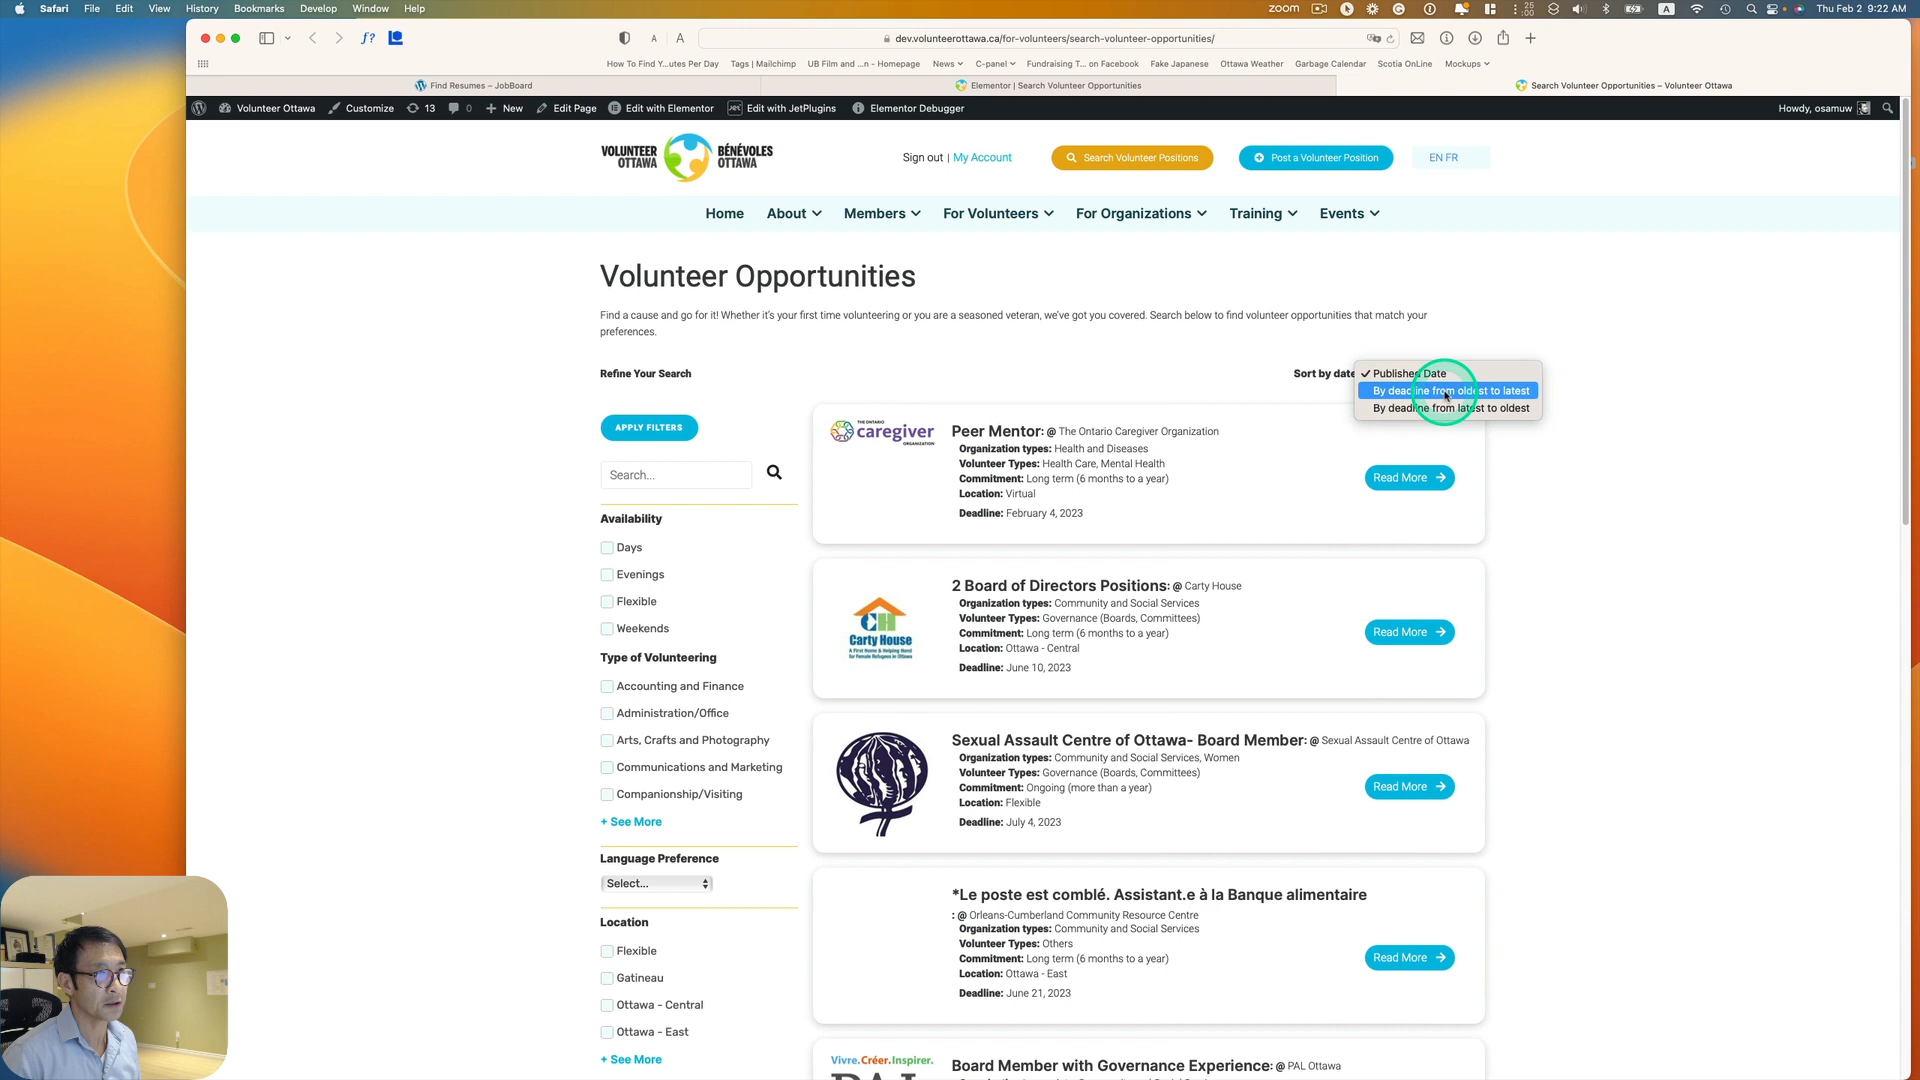 Safari File Edit View History Bookmarks Develop Window Help
zoom
25
:00
A
Thu Feb 2 9:22 AM
f?
A A
dev.volunteerottawa.ca/for-volunteers/search-volunteer-opportunities/
How To Find Y...utes Per Day Tags | Mailchimp UB Film and ...n - Homepage News C-panel Fundraising T... on Facebook Fake Japanese Ottawa Weather Garbage Calendar Scotia OnLine Mockups
Find Resumes – JobBoard Elementor | Search Volunteer Opportunities Search Volunteer Opportunities – Volunteer Ottawa
Volunteer Ottawa Customize 13 0 New Edit Page Edit with Elementor JET Edit with JetPlugins Elementor Debugger Howdy, osamuw
VOLUNTEER OTTAWA BÉNÉVOLES OTTAWA
Sign out | My Account Search Volunteer Positions Post a Volunteer Position EN FR
Home About Members For Volunteers For Organizations Training Events
Volunteer Opportunities
Find a cause and go for it! Whether it's your first time volunteering or you are a seasoned veteran, we've got you covered. Search below to find volunteer opportunities that match your
preferences.
Refine Your Search
Sort by date
Published Date
By deadline from oldest to latest
By deadline from latest to oldest
APPLY FILTERS
Search...
Availability
Days
Evenings
Flexible
Weekends
Type of Volunteering
Accounting and Finance
Administration/Office
Arts, Crafts and Photography
Communications and Marketing
Companionship/Visiting
+ See More
Language Preference
Select...
Location
Flexible
Gatineau
Ottawa - Central
Ottawa - East
+ See More
THE ONTARIO
caregiver
ORGANIZATION
Peer Mentor: @ The Ontario Caregiver Organization
Organization types: Health and Diseases
Volunteer Types: Health Care, Mental Health
Commitment: Long term (6 months to a year)
Location: Virtual
Deadline: February 4, 2023
Read More
CH
Carty House
A First Home & Helping Hand
for Female Refugees in Ottawa
2 Board of Directors Positions: @ Carty House
Organization types: Community and Social Services
Volunteer Types: Governance (Boards, Committees)
Commitment: Long term (6 months to a year)
Location: Ottawa - Central
Deadline: June 10, 2023
Read More
Sexual Assault Centre of Ottawa- Board Member: @ Sexual Assault Centre of Ottawa
Organization types: Community and Social Services, Women
Volunteer Types: Governance (Boards, Committees)
Commitment: Ongoing (more than a year)
Location: Flexible
Deadline: July 4, 2023
Read More
*Le poste est comblé. Assistant.e à la Banque alimentaire
: @ Orleans-Cumberland Community Resource Centre
Organization types: Community and Social Services
Volunteer Types: Others
Commitment: Long term (6 months to a year)
Location: Ottawa - East
Deadline: June 21, 2023
Read More
Vivre.Créer.Inspirer.
PAL
Board Member with Governance Experience: @ PAL Ottawa